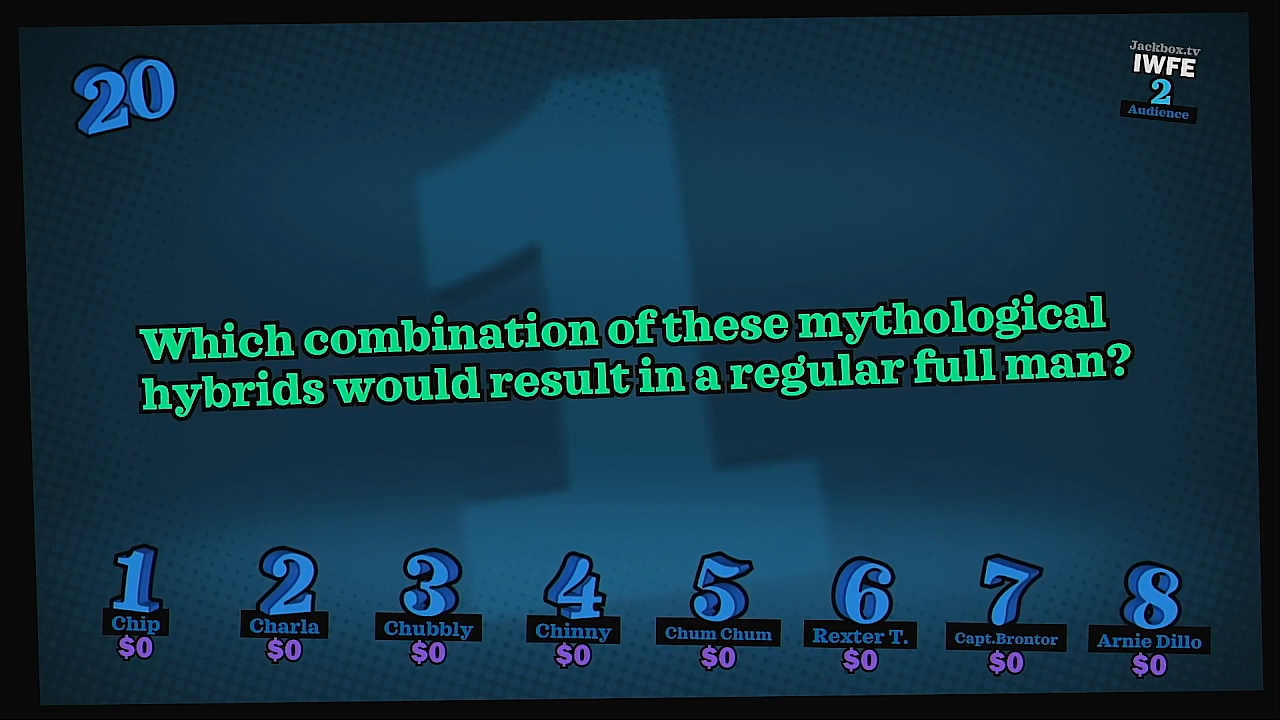 20
Jackbox.tv
IWFE
2
Audience
Which combination of these mythological
hybrids would result in a regular full man?
1
Chip
$0
2
Charla
$0
3
Chubbly
$0
4
Chinny
$0
5
Chum Chum
$0
6
Rexter T.
$0
7
Capt.Brontor
$0
8
Arnie Dillo
$0
1